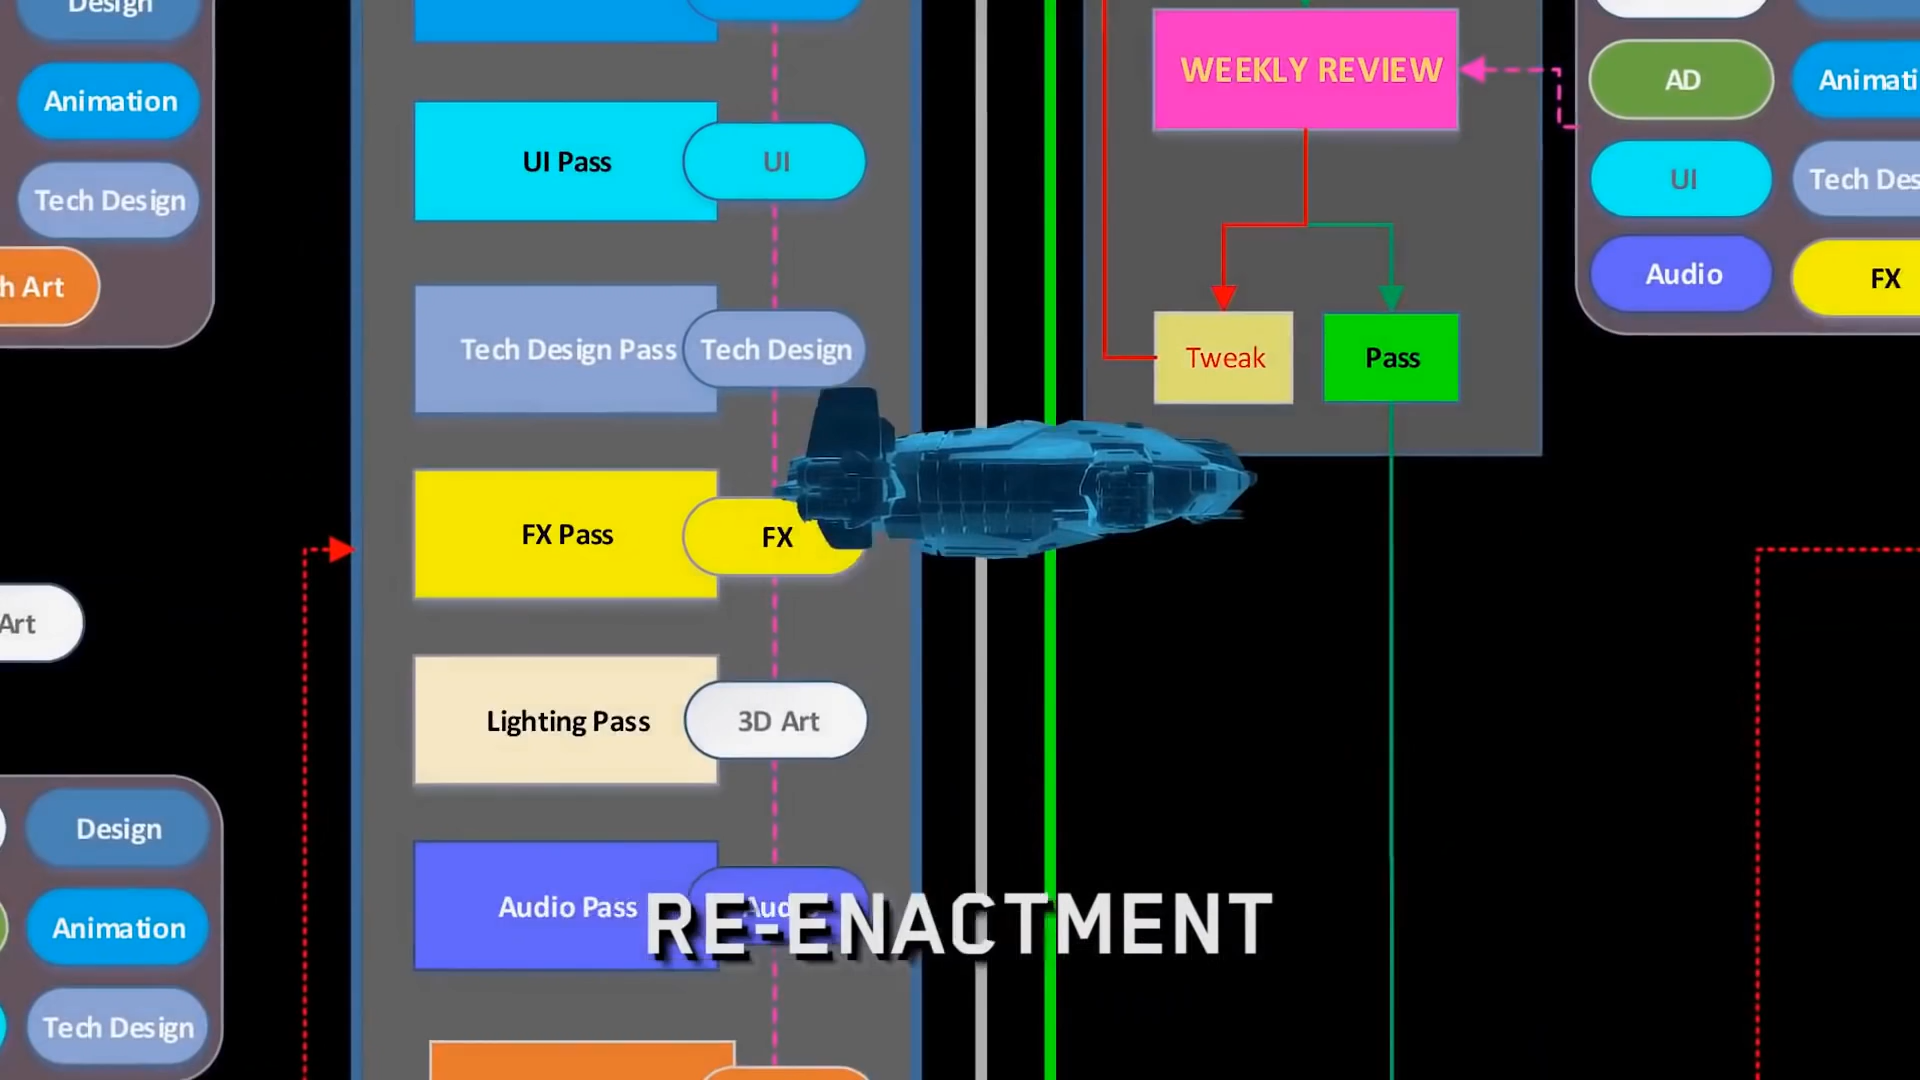 Design
Animation
Tech Design
h Art
Art
Design
Animation
Tech Design
UI Pass
UI
Tech Design Pass
Tech Design
FX Pass
FX
Lighting Pass
3D Art
Audio Pass
Aud
RE-ENACTMENT
WEEKLY REVIEW
Tweak
Pass
AD
Animati
UI
Tech Des
Audio
FX